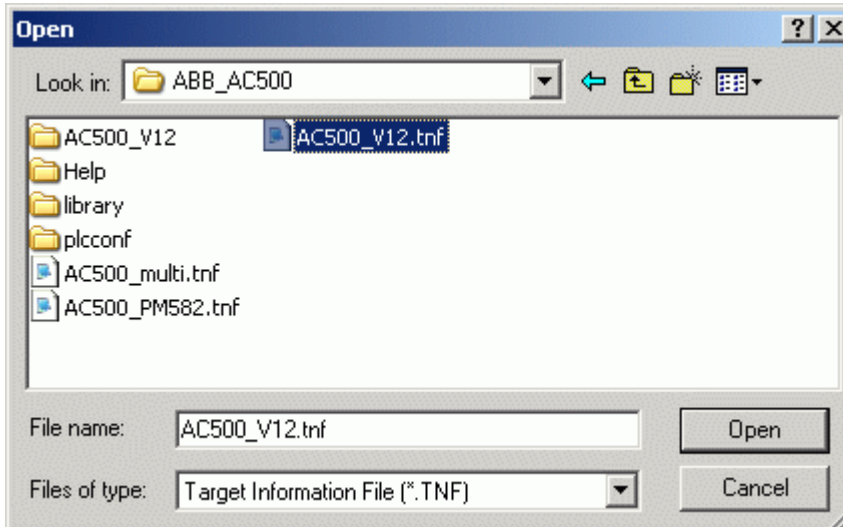 Open
Look in: ABB_AC500
AC500_V12
Help
library
plcconf
AC500_multi.tnf
AC500_PM582.tnf
AC500_V12.tnf
File name: AC500_V12.tnf Open
Files of type: Target Information File (*.TNF) Cancel